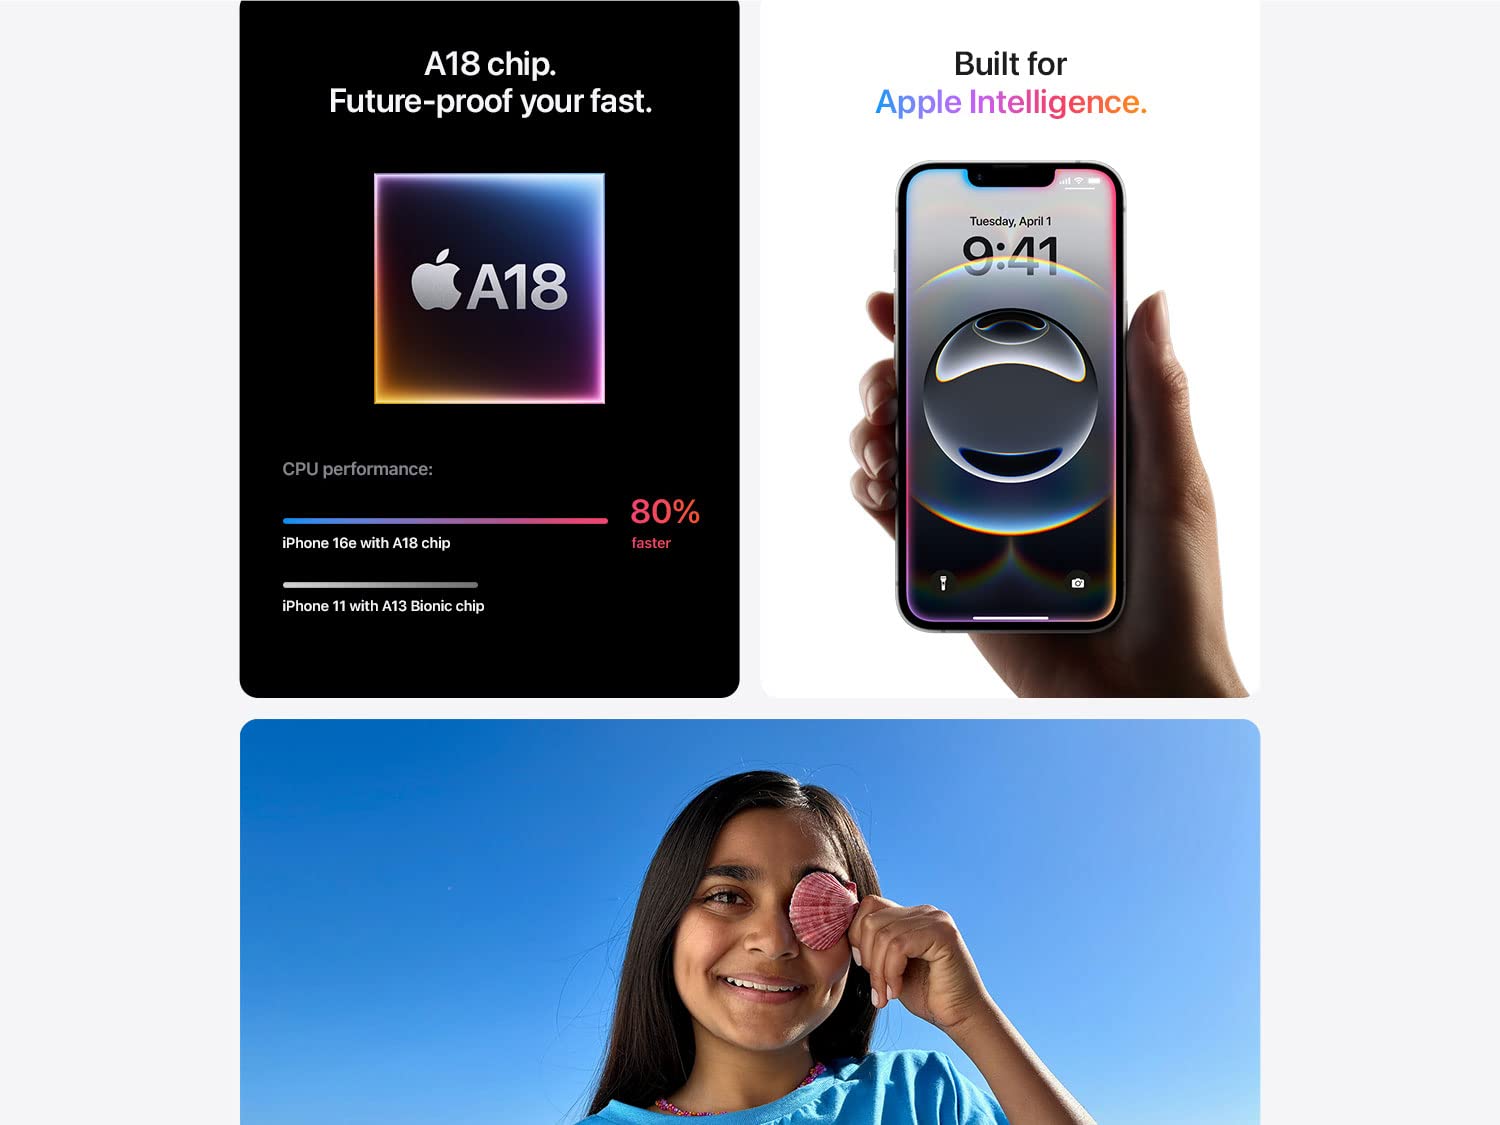 A18 chip.
Future-proof your fast.
A18
CPU performance:
80%
iPhone 16e with A18 chip
faster
iPhone 11 with A13 Bionic chip
Built for
Apple Intelligence.
Tuesday, April 1
9:41